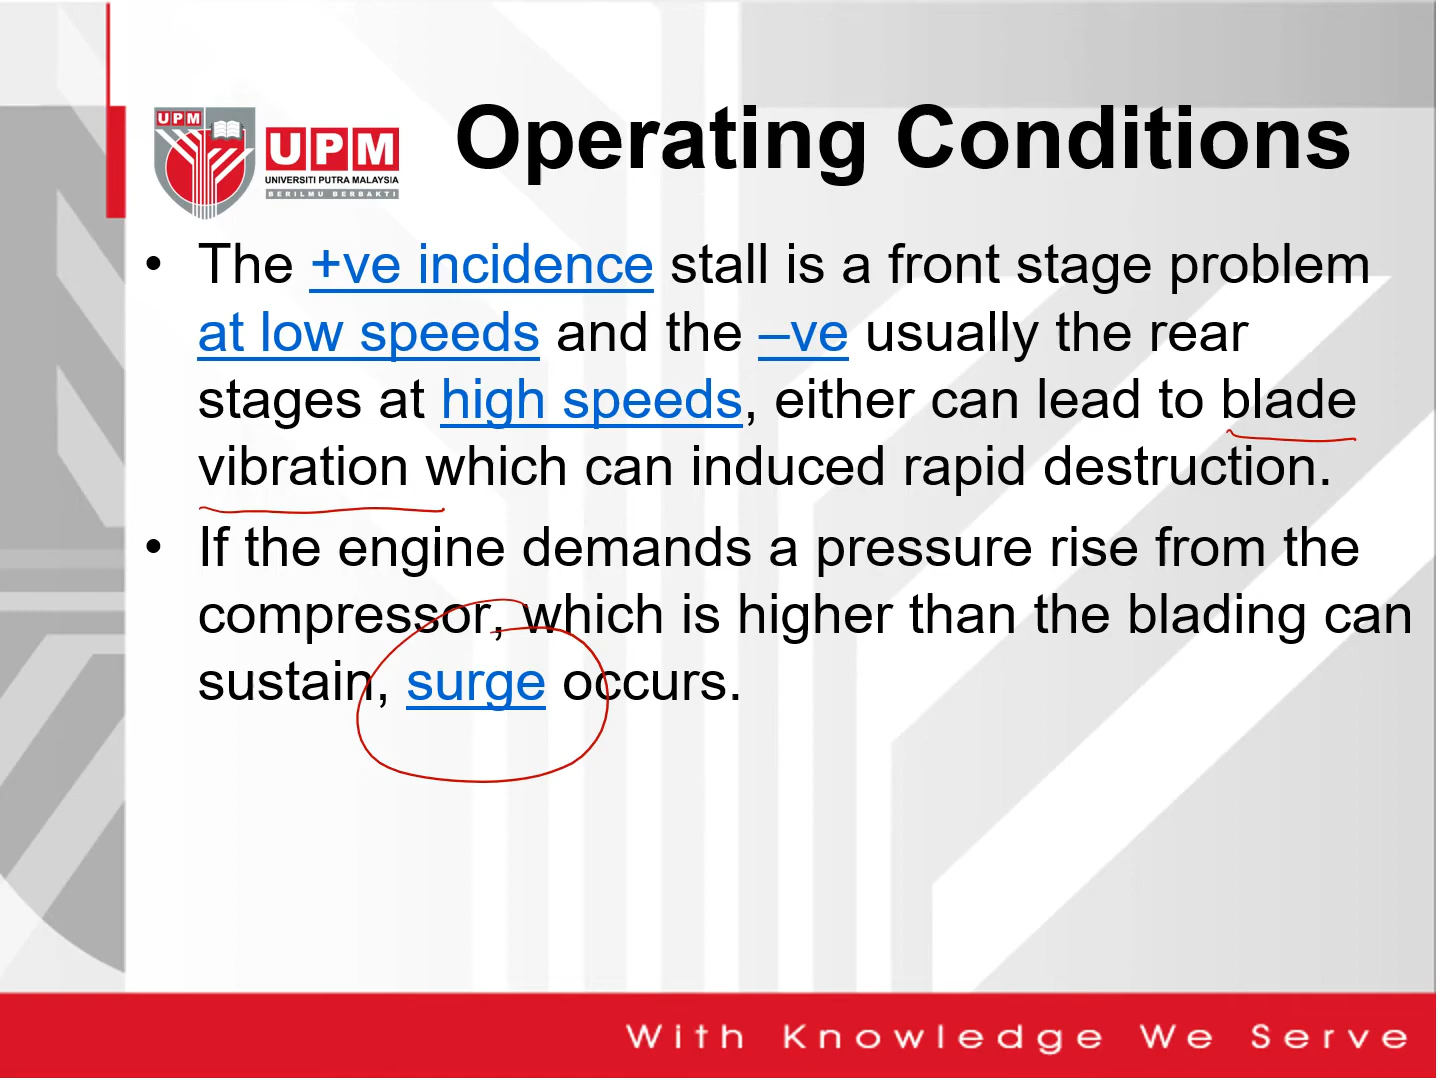 UPM
UPM
UNIVERSITI PUTRA MALAYSIA
BERILMU BERBAKTI
Operating Conditions
• The +ve incidence stall is a front stage problem
at low speeds and the –ve usually the rear
stages at high speeds, either can lead to blade
vibration which can induced rapid destruction.
• If the engine demands a pressure rise from the
compressor, which is higher than the blading can
sustain, surge occurs.
With Knowledge We Serve